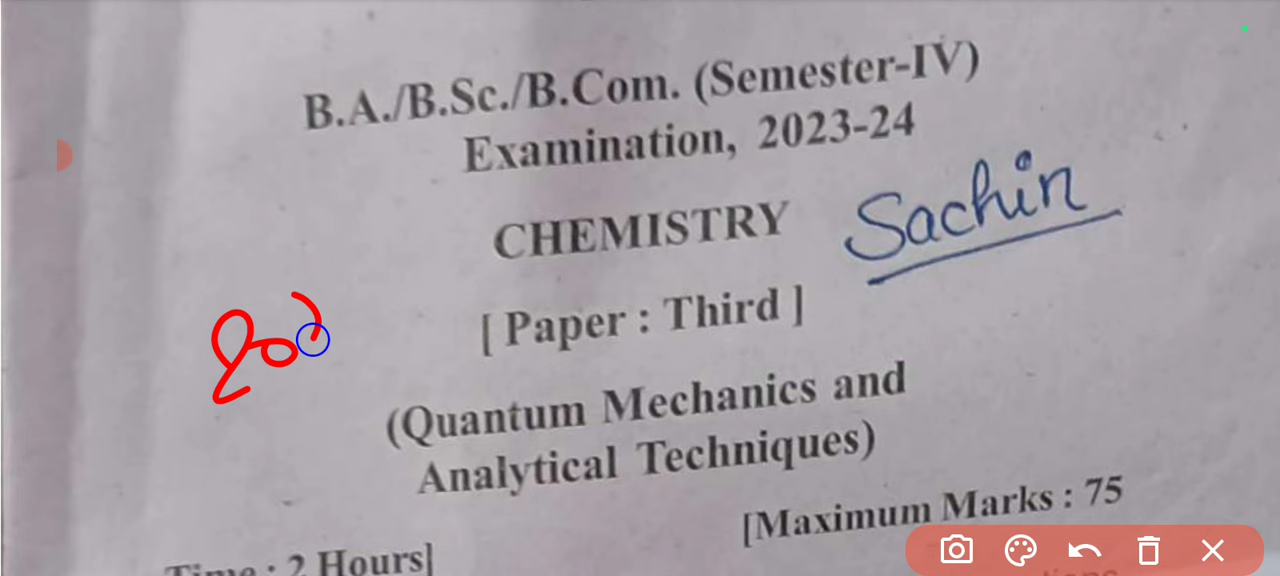 B.A./B.Sc./B.Com. (Semester-IV)
Examination, 2023-24
CHEMISTRY
Sachin
[ Paper : Third ]
(Quantum Mechanics and
Analytical Techniques)
[Maximum Marks : 75
Time : 2 Hours]